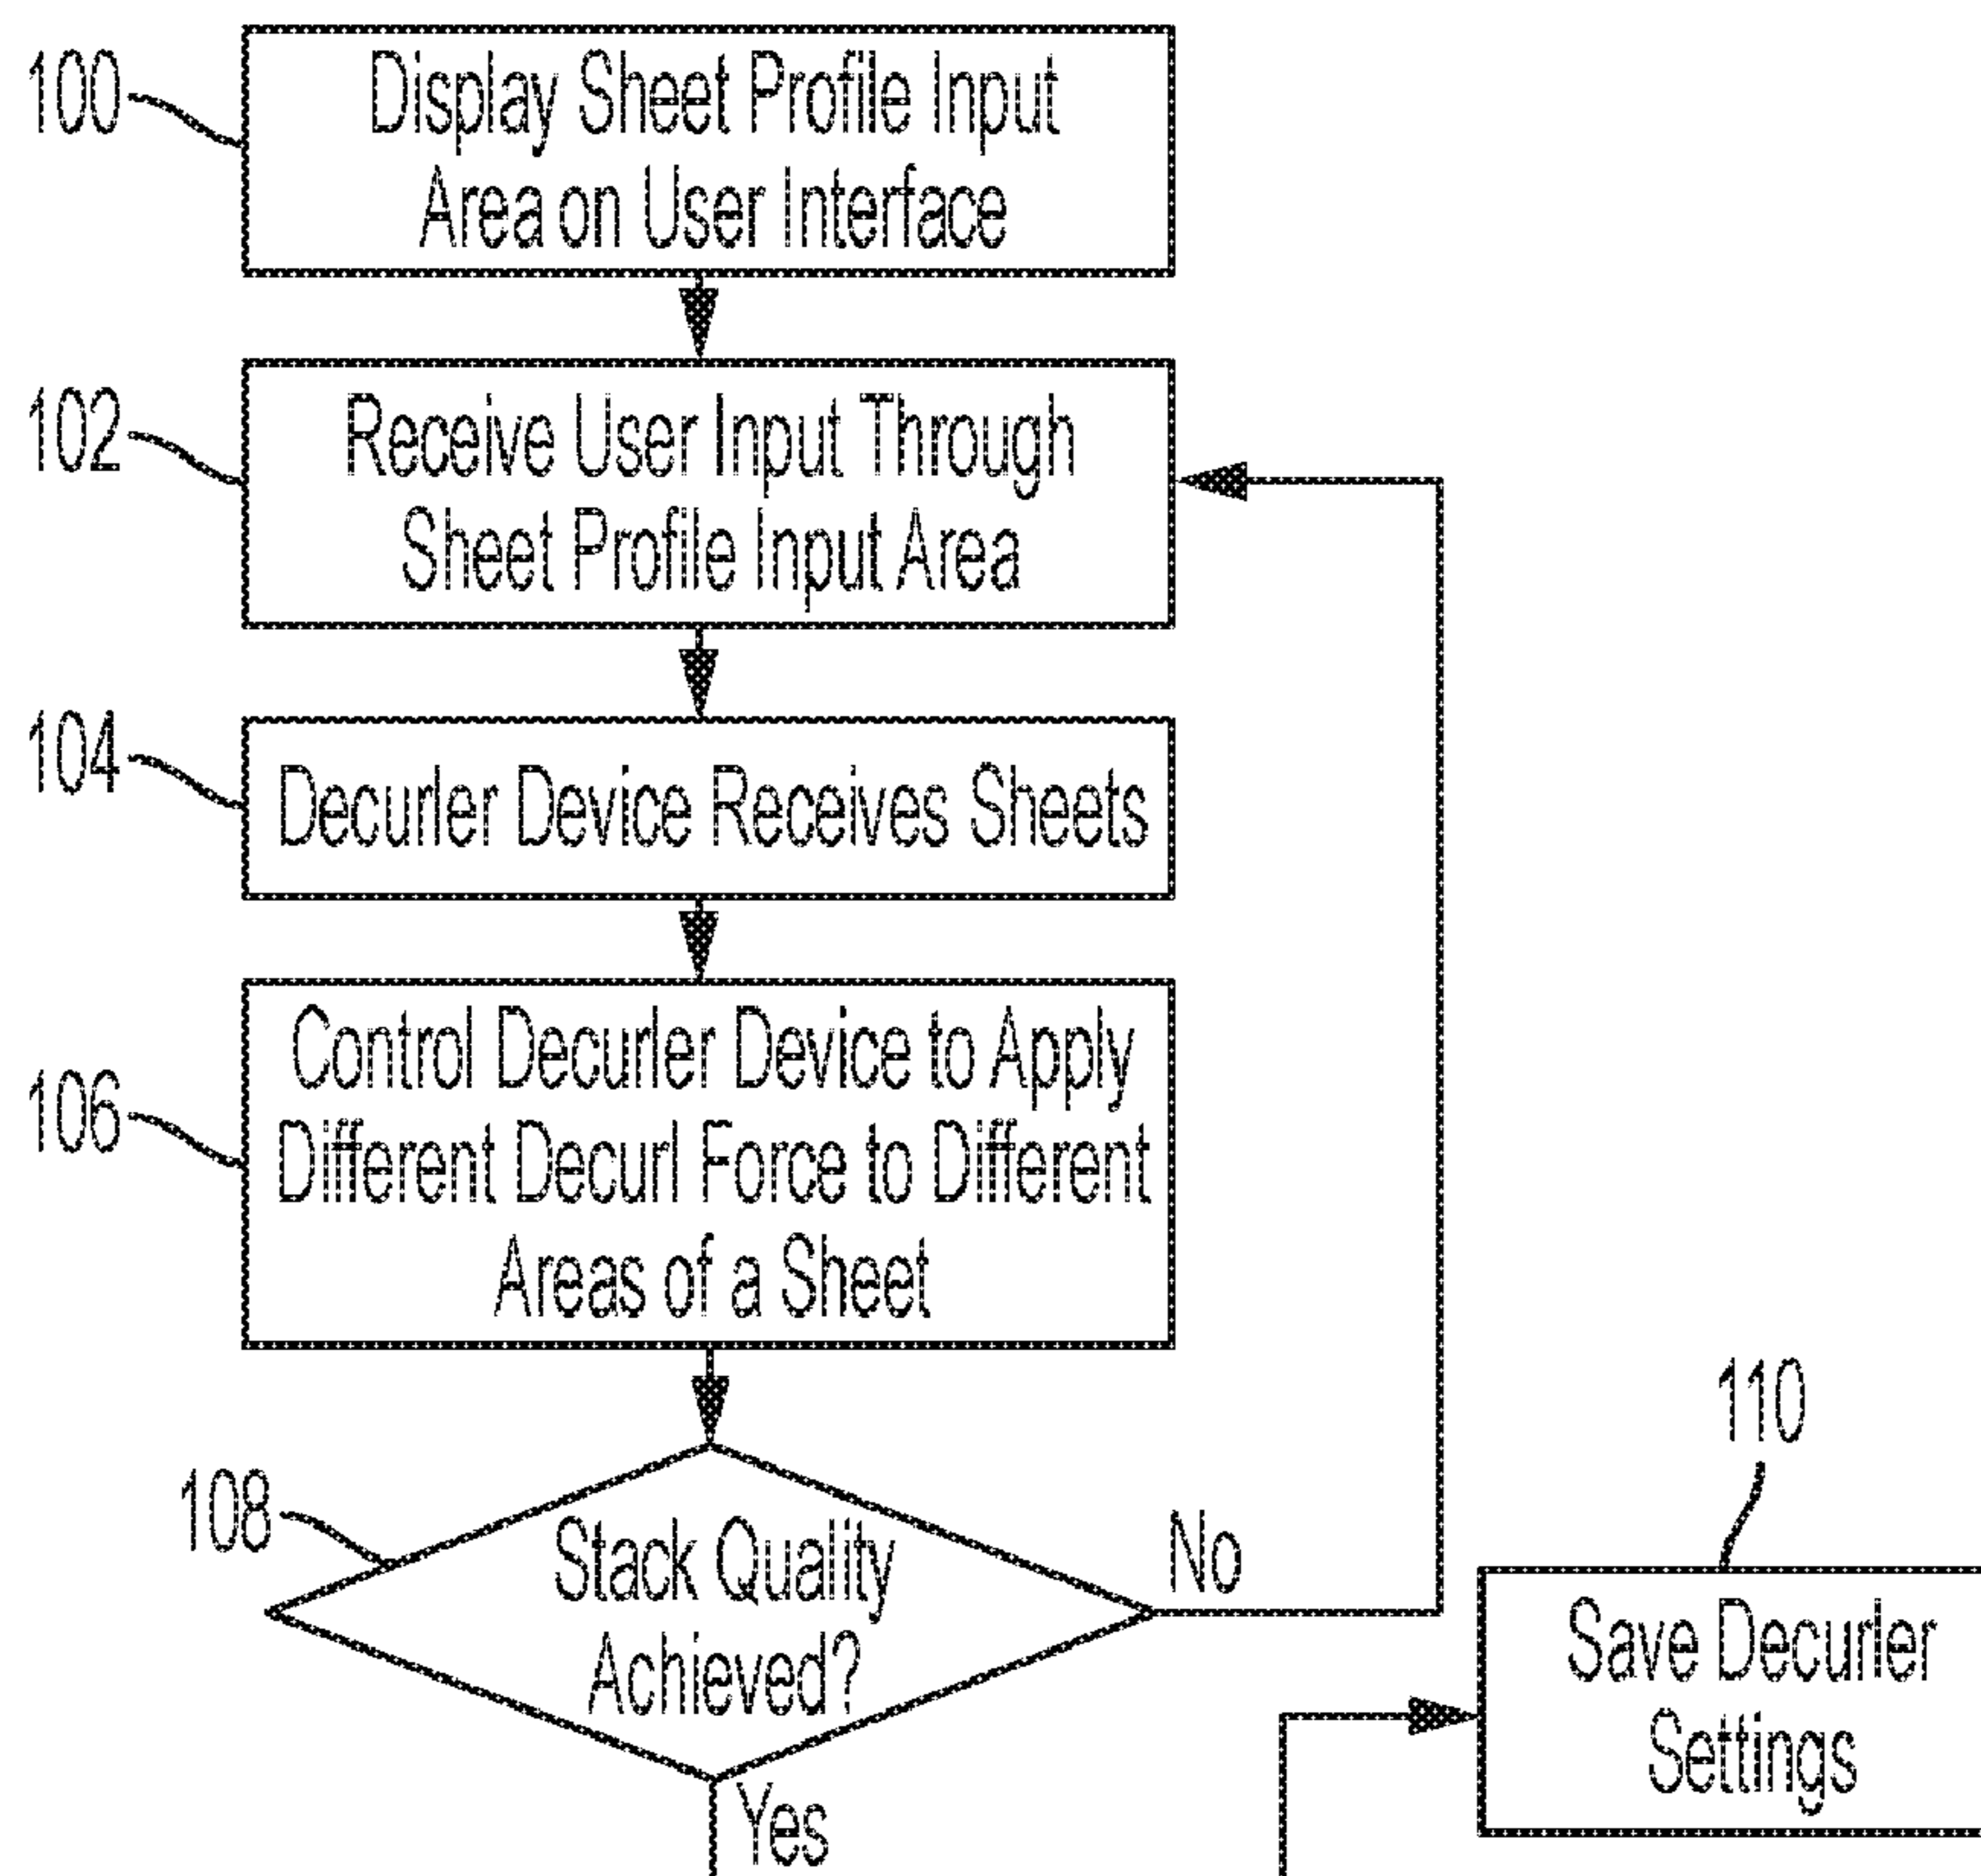 100
Display Sheet Profile Input
Area on User Interface
102
Receive User Input Through
Sheet Profile Input Area
104
Decurler Device Receives Sheets
106
Control Decurler Device to Apply
Different Decurl Force to Different
Areas of a Sheet
108
Stack Quality
Achieved?
No
Yes
110
Save Decurler
Settings